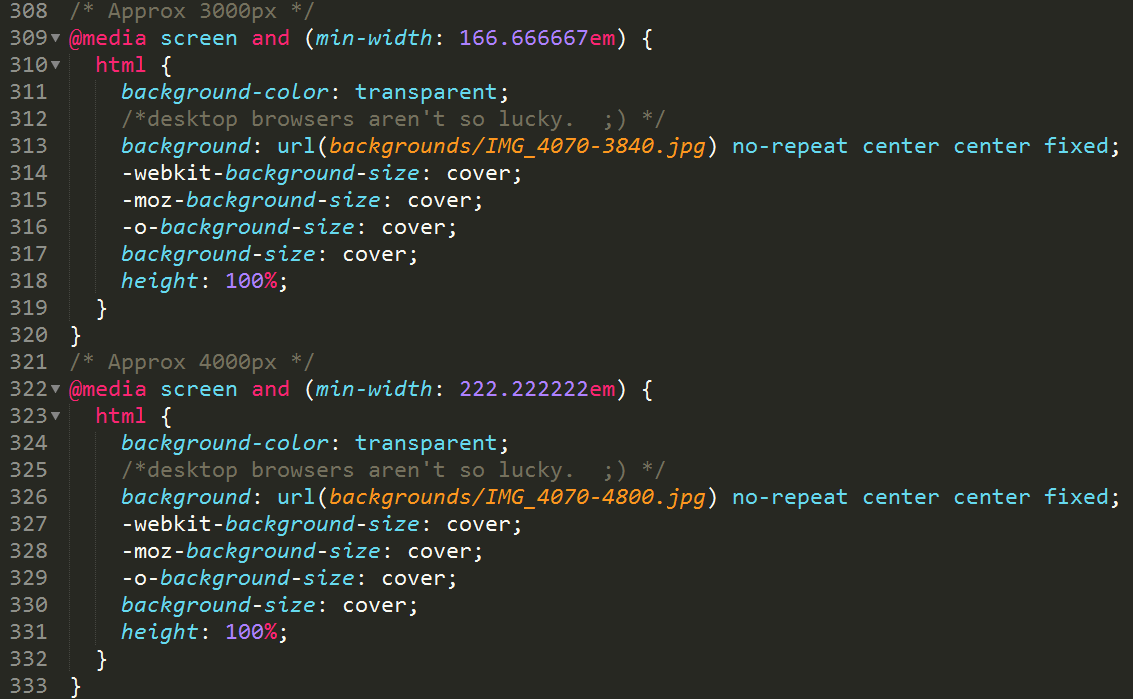 308 /* Approx 3000px */
309 @media screen and (min-width: 166.666667em) {
310 html {
311 background-color: transparent;
312 /*desktop browsers aren't so lucky.  ;) */
313 background: url(backgrounds/IMG_4070-3840.jpg) no-repeat center center fixed;
314 -webkit-background-size: cover;
315 -moz-background-size: cover;
316 -o-background-size: cover;
317 background-size: cover;
318 height: 100%;
319 }
320 }
321 /* Approx 4000px */
322 @media screen and (min-width: 222.222222em) {
323 html {
324 background-color: transparent;
325 /*desktop browsers aren't so lucky.  ;) */
326 background: url(backgrounds/IMG_4070-4800.jpg) no-repeat center center fixed;
327 -webkit-background-size: cover;
328 -moz-background-size: cover;
329 -o-background-size: cover;
330 background-size: cover;
331 height: 100%;
332 }
333 }